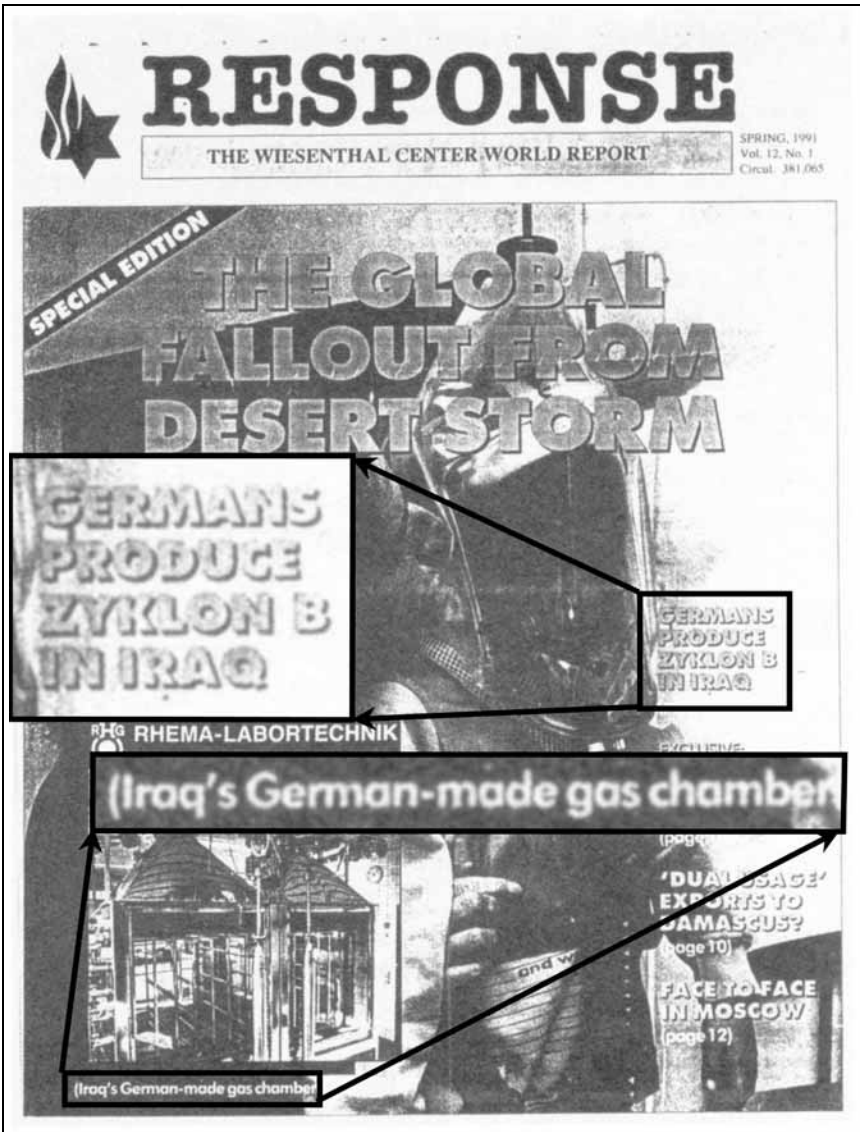 RESPONSE
THE WIESENTHAL CENTER WORLD REPORT
SPRING, 1991
Vol. 12, No. 1
Circul. 381,065
SPECIAL EDITION
THE GLOBAL
FALLOUT FROM
DESERT STORM
GERMANS
PRODUCE
ZYKLON B
IN IRAQ
GERMANS
PRODUCE
ZYKLON B
IN IRAQ
RHG
RHEMA-LABORTECHNIK
EXCLUSIVE:
(Iraq's German-made gas chamber
'DUAL USAGE'
EXPORTS TO
DAMASCUS?
(page 10)
and
FACE TO FACE
IN MOSCOW
(page 12)
(Iraq's German-made gas chamber